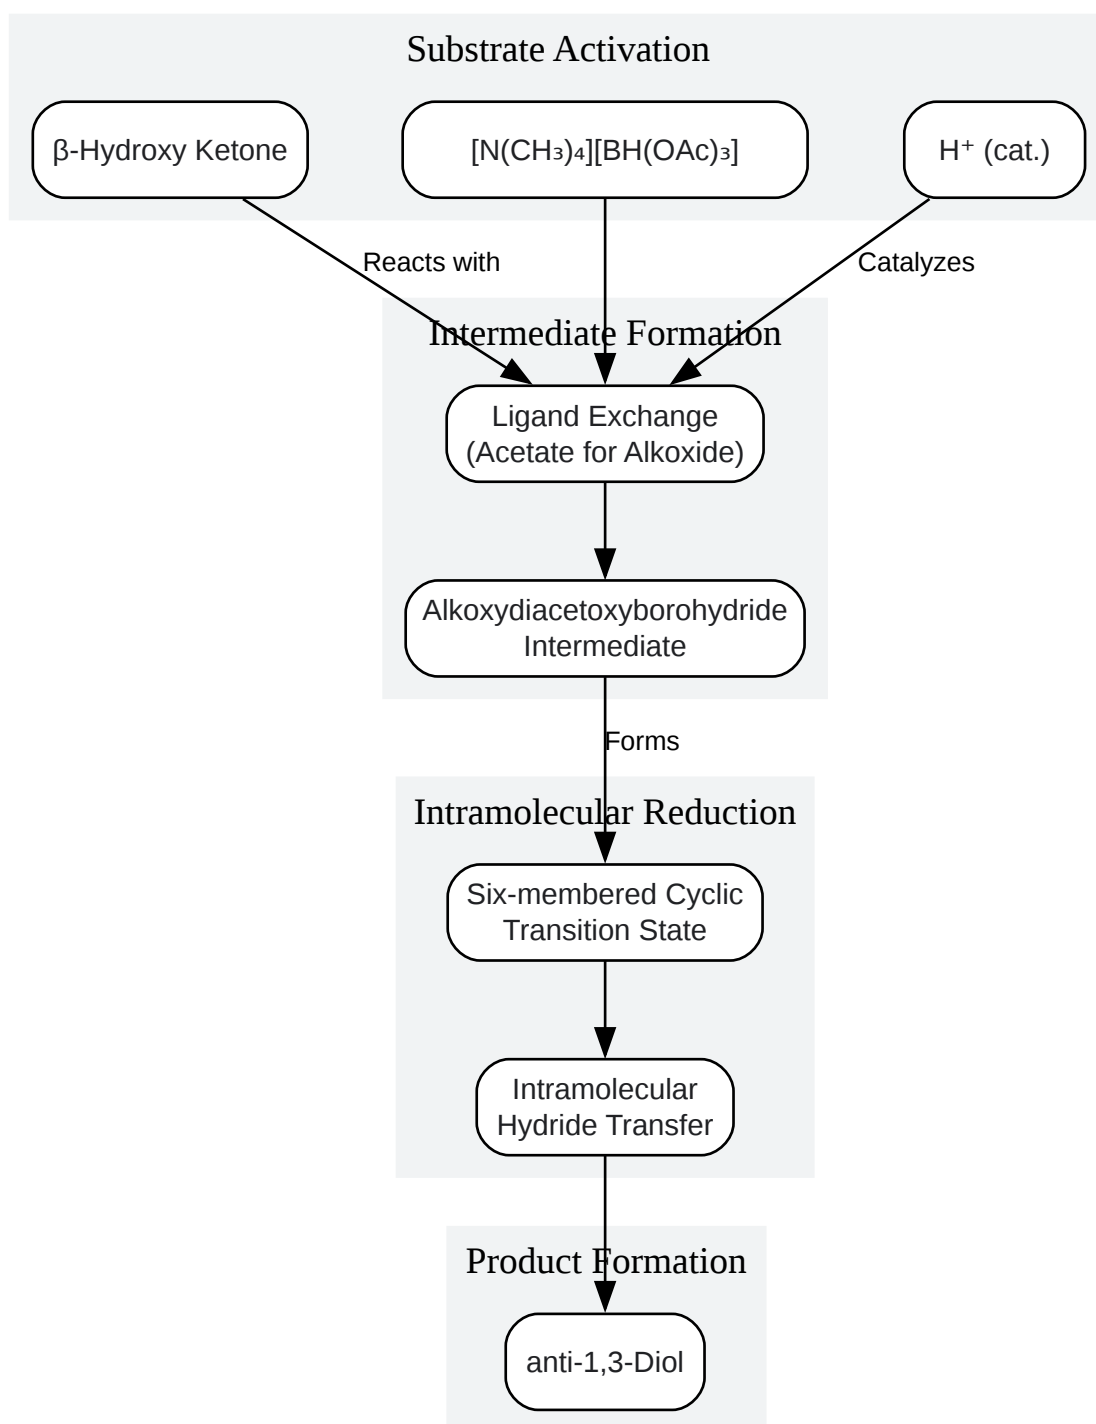 Substrate Activation
β-Hydroxy Ketone
[N(CH₃)₄][BH(OAc)₃]
H⁺ (cat.)
Reacts with
Catalyzes
Intermediate Formation
Ligand Exchange
(Acetate for Alkoxide)
Alkoxydiacetoxyborohydride
Intermediate
Forms
Intramolecular Reduction
Six-membered Cyclic
Transition State
Intramolecular
Hydride Transfer
Product Formation
anti-1,3-Diol